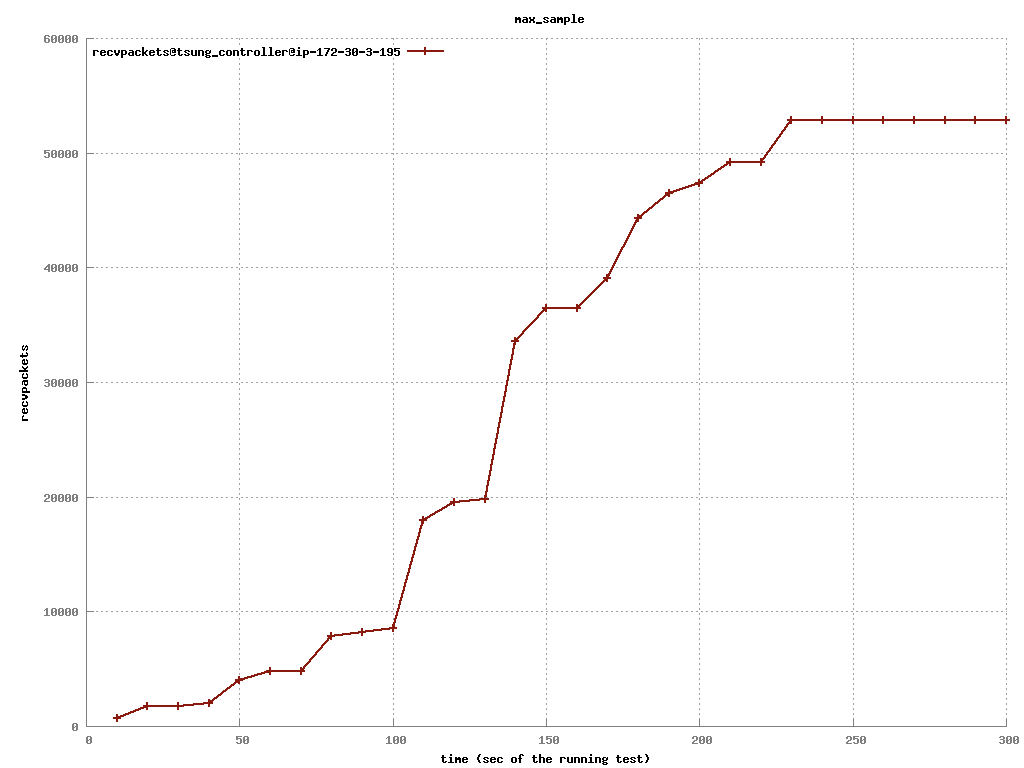 max_sample
recvpackets@tsung_controller@ip-172-30-3-195
60000
50000
40000
30000
20000
10000
0
recvpackets
0 50 100 150 200 250 300
time (sec of the running test)